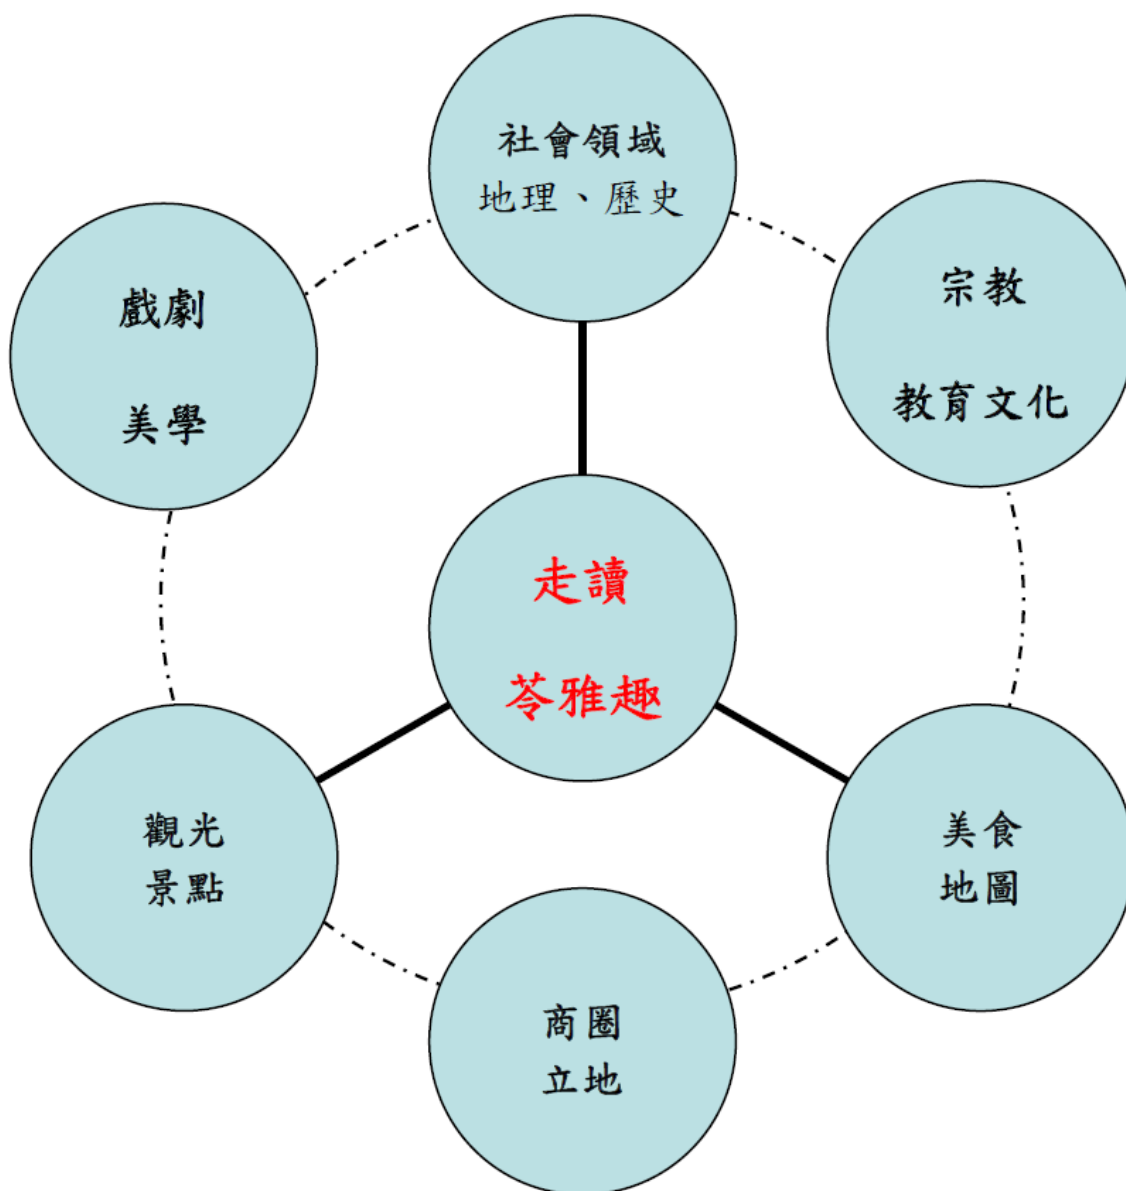 社會領域
地理、歷史
宗教
教育文化
戲劇
美學
走讀
苓雅趣
觀光
景點
美食
地圖
商圈
立地